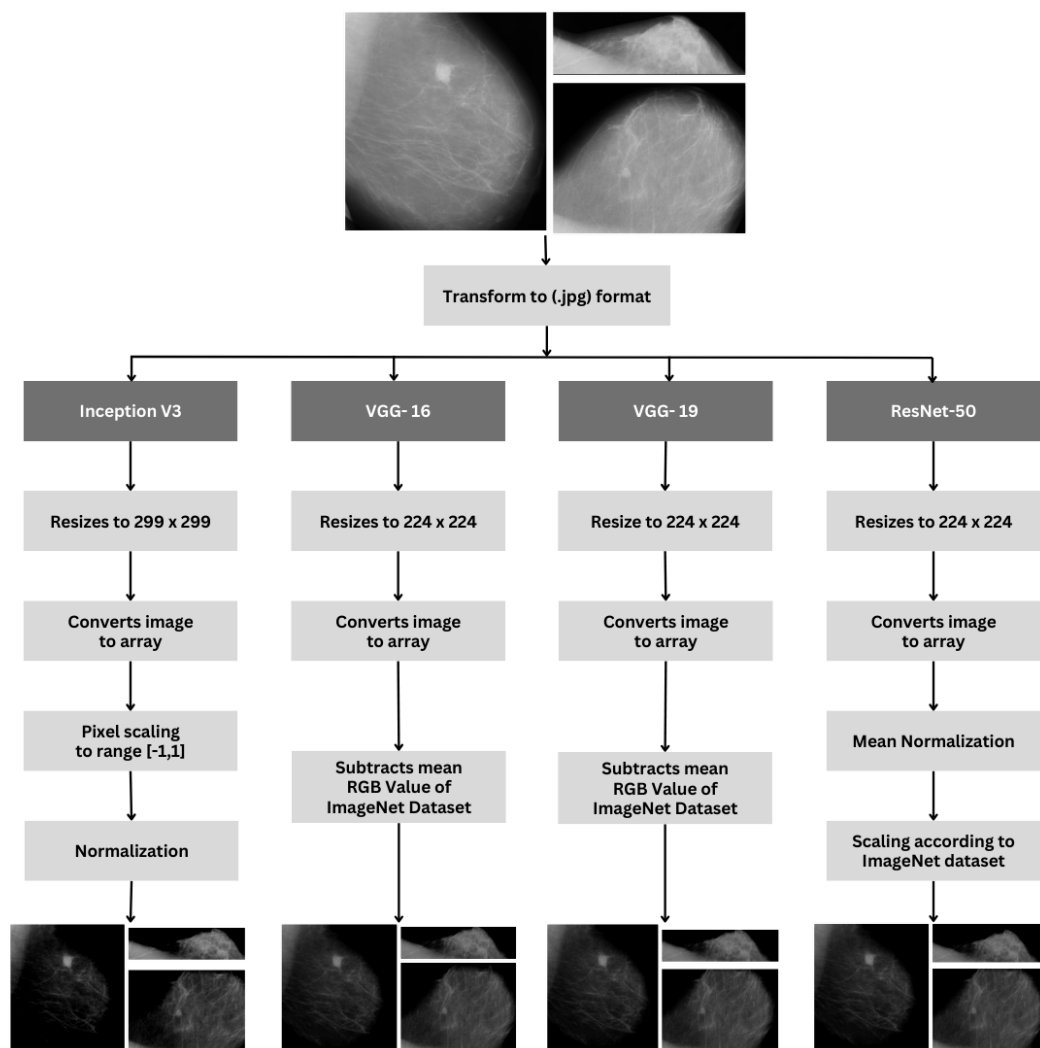 Transform to (.jpg) format
Inception V3
VGG- 16
VGG- 19
ResNet-50
Resizes to 299 x 299
Resizes to 224 x 224
Resize to 224 x 224
Resizes to 224 x 224
Converts image
to array
Converts image
to array
Converts image
to array
Converts image
to array
Pixel scaling
to range [-1,1]
Subtracts mean
RGB Value of
ImageNet Dataset
Subtracts mean
RGB Value of
ImageNet Dataset
Mean Normalization
Normalization
Scaling according to
ImageNet dataset